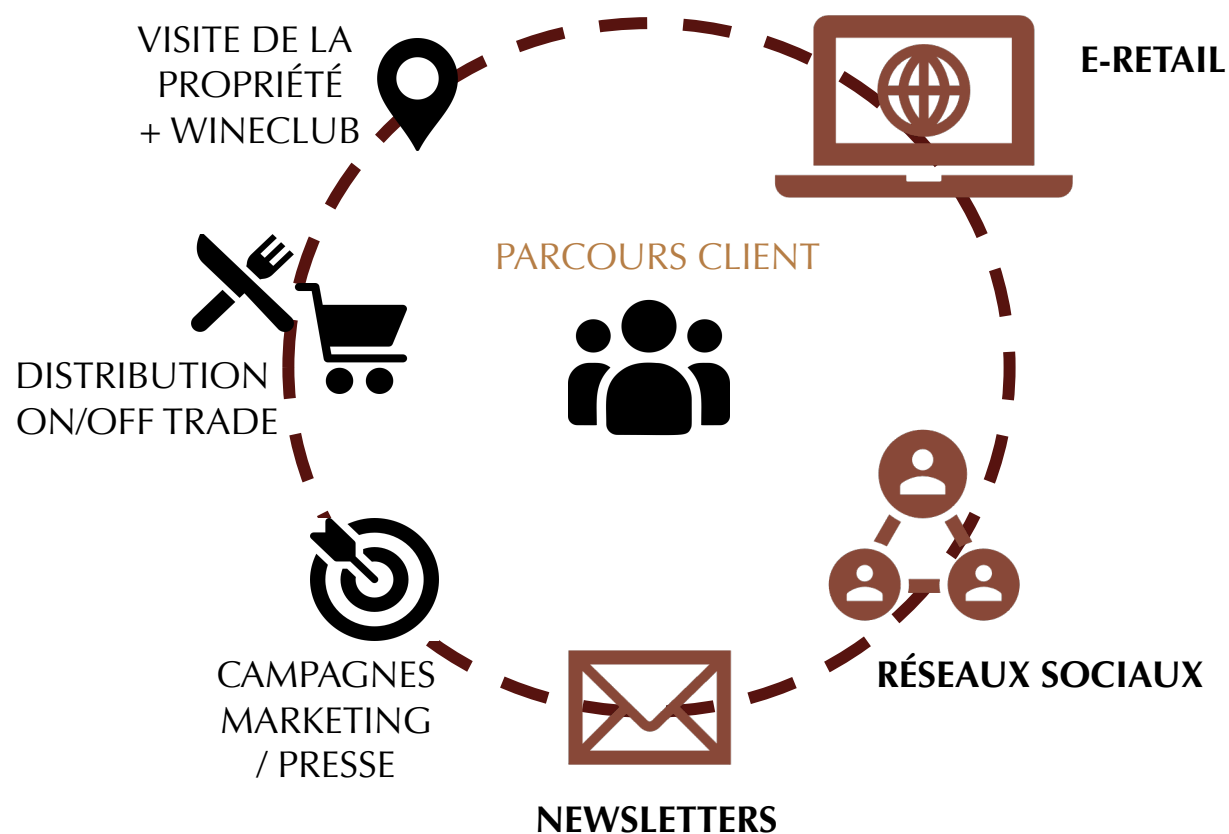 VISITE DE LA
PROPRIÉTÉ
+ WINECLUB
E-RETAIL
PARCOURS CLIENT
DISTRIBUTION
ON/OFF TRADE
CAMPAGNES
MARKETING
/ PRESSE
RÉSEAUX SOCIAUX
NEWSLETTERS